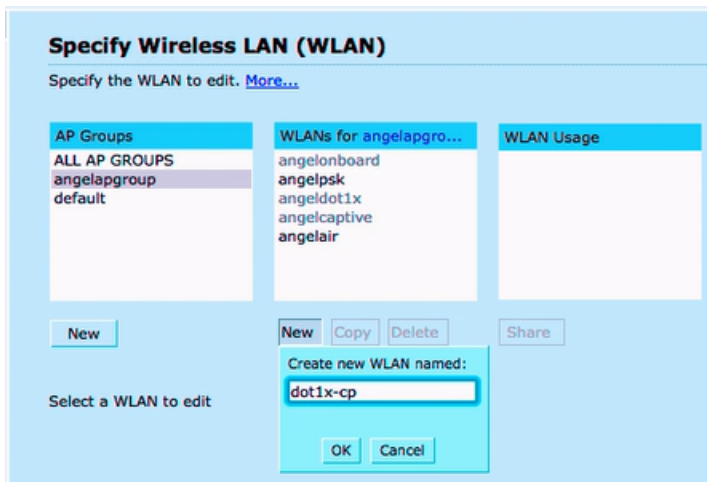 Specify Wireless LAN (WLAN)
Specify the WLAN to edit. More...
AP Groups
ALL AP GROUPS
angelapgroup
default
New
WLANs for angelapgro...
angelonboard
angelpsk
angeldot1x
angelcaptive
angelair
New Copy Delete
WLAN Usage
Share
Create new WLAN named:
dot1x-cp
OK Cancel
Select a WLAN to edit